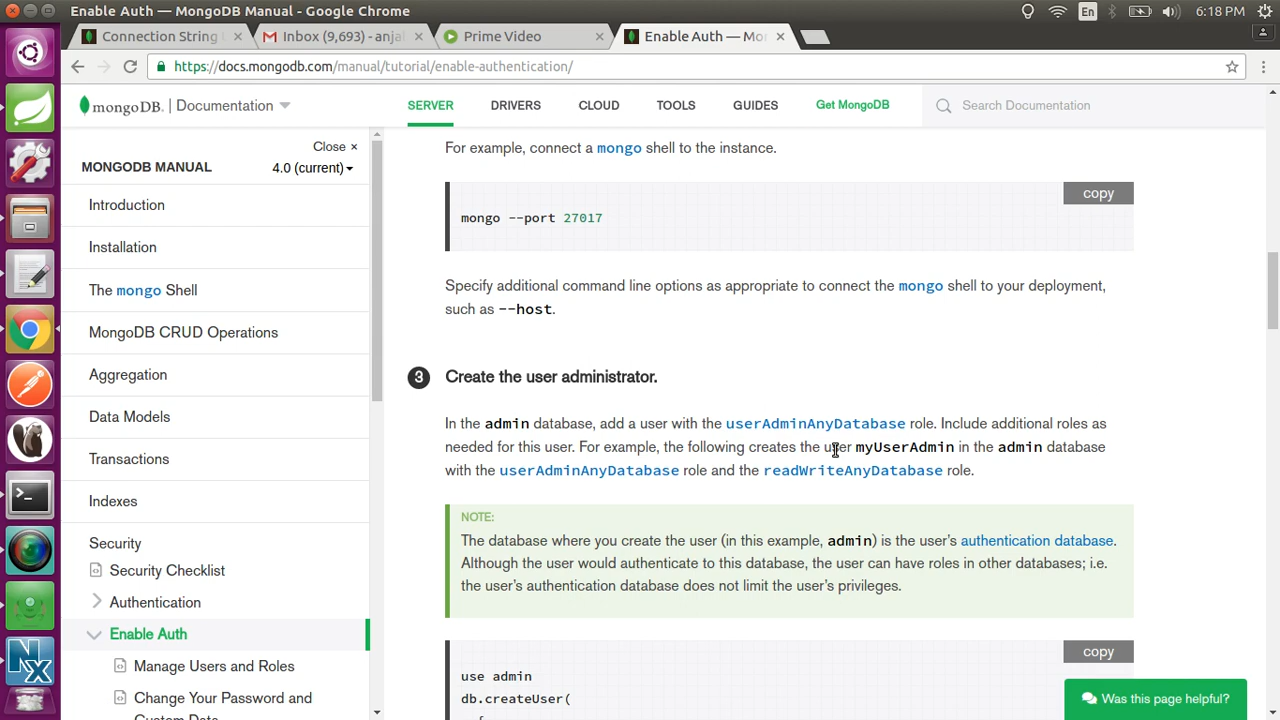 Enable Auth — MongoDB Manual - Google Chrome
En
6:18 PM
Connection String
Inbox (9,693) - anjal
Prime Video
Enable Auth — Mo
https://docs.mongodb.com/manual/tutorial/enable-authentication/
mongoDB. | Documentation
SERVER
DRIVERS
CLOUD
TOOLS
GUIDES
Get MongoDB
Search Documentation
Close ×
MONGODB MANUAL
4.0 (current)
Introduction
Installation
The mongo Shell
MongoDB CRUD Operations
Aggregation
Data Models
Transactions
Indexes
Security
Security Checklist
Authentication
Enable Auth
Manage Users and Roles
Change Your Password and
Custom Data
For example, connect a mongo shell to the instance.
copy
mongo --port 27017
Specify additional command line options as appropriate to connect the mongo shell to your deployment,
such as --host.
3 Create the user administrator.
In the admin database, add a user with the userAdminAnyDatabase role. Include additional roles as
needed for this user. For example, the following creates the user myUserAdmin in the admin database
with the userAdminAnyDatabase role and the readWriteAnyDatabase role.
NOTE:
The database where you create the user (in this example, admin) is the user's authentication database.
Although the user would authenticate to this database, the user can have roles in other databases; i.e.
the user's authentication database does not limit the user's privileges.
copy
use admin
db.createUser(
{
Was this page helpful?